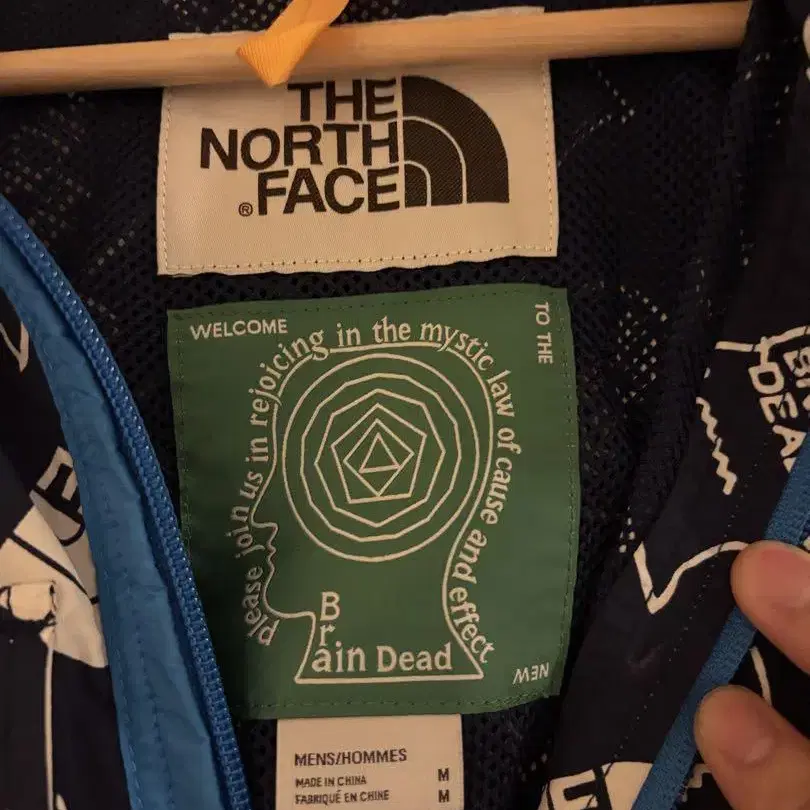 THE
NORTH
FACE
®
WELCOME
TO THE
NEW
Please join us in rejoicing in the mystic law of cause and effect
Brain Dead
MENS/HOMMES
MADE IN CHINA M
FABRIQUÉ EN CHINE M